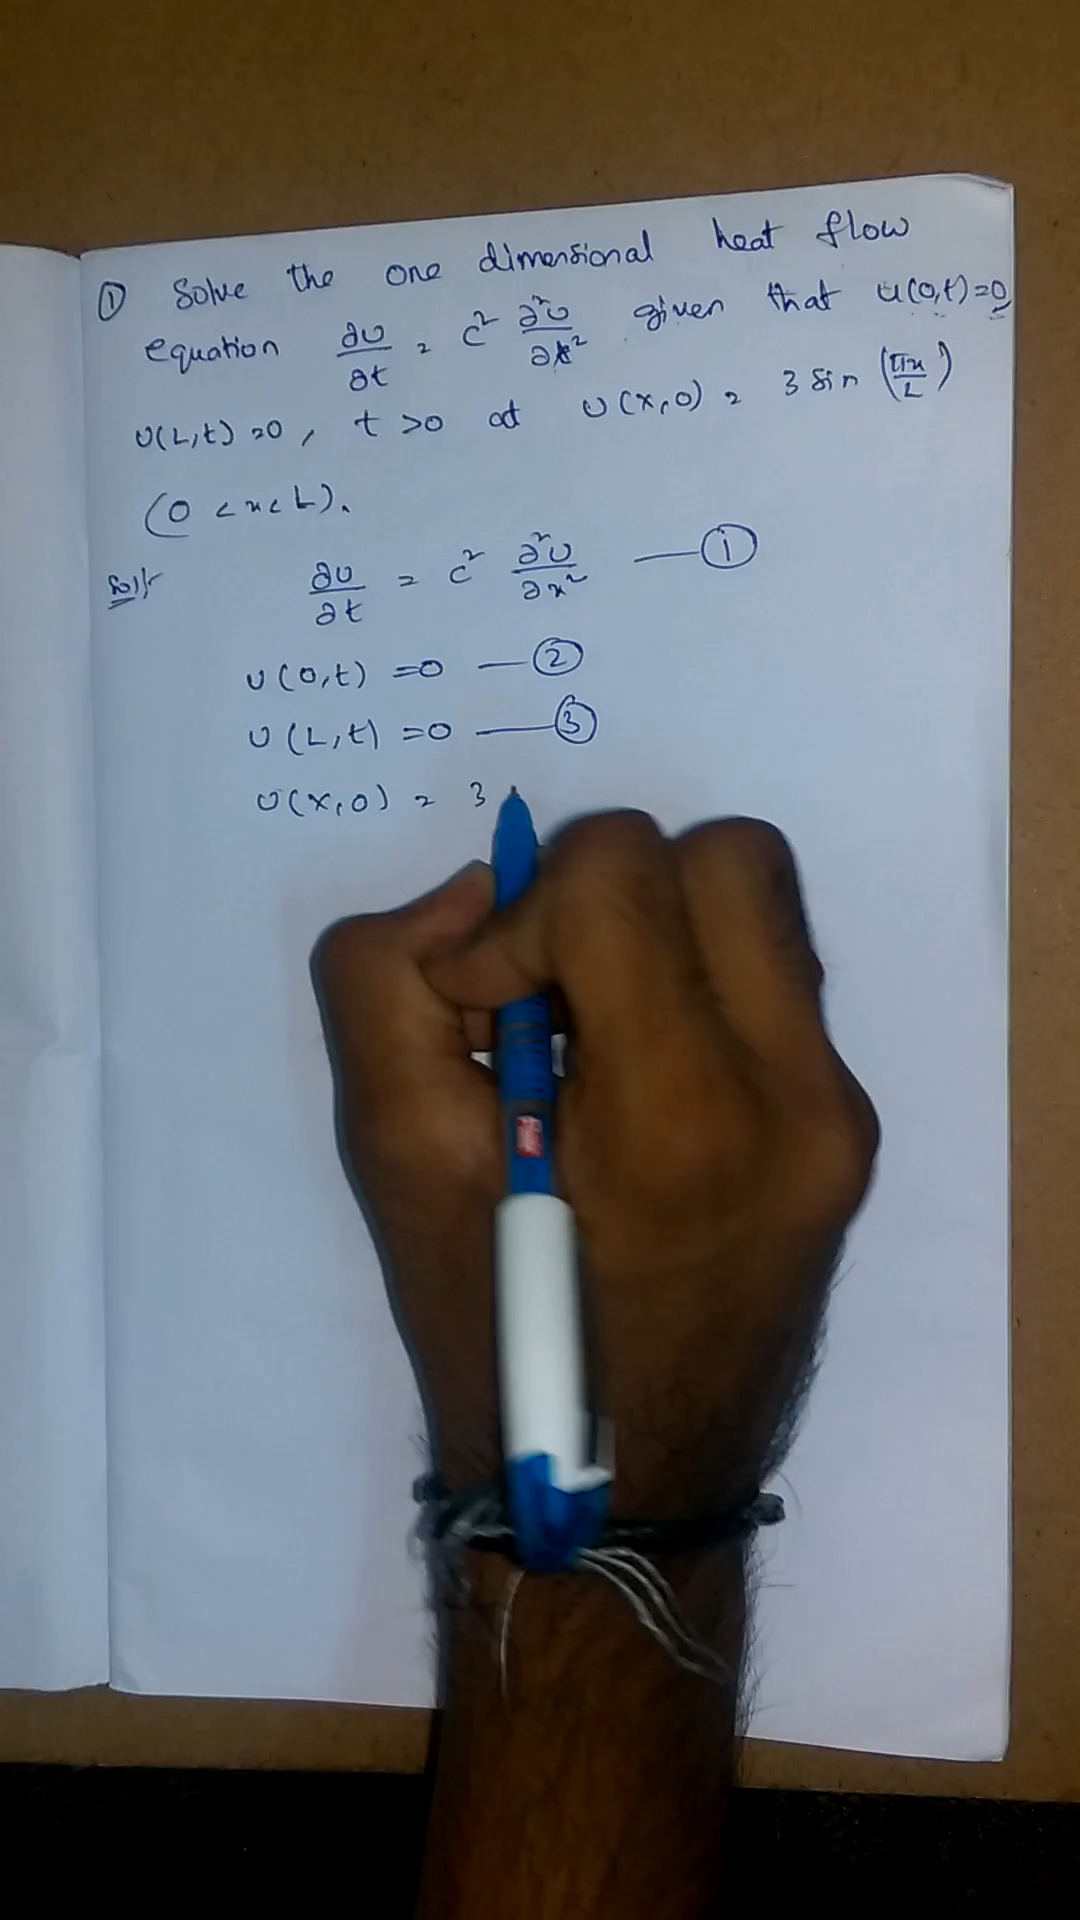 ① Solve the one dimensional heat flow
equation ∂U/∂t = c² ∂²U/∂x² given that u(0,t)=0
U(L,t)=0, t>0 at U(x,0) = 3 sin (πx/L)
(0<x<L).
Sol:- ∂U/∂t = c² ∂²U/∂x² —①
U(0,t) =0 —②
U(L,t) =0 —③
U(x,0) = 3